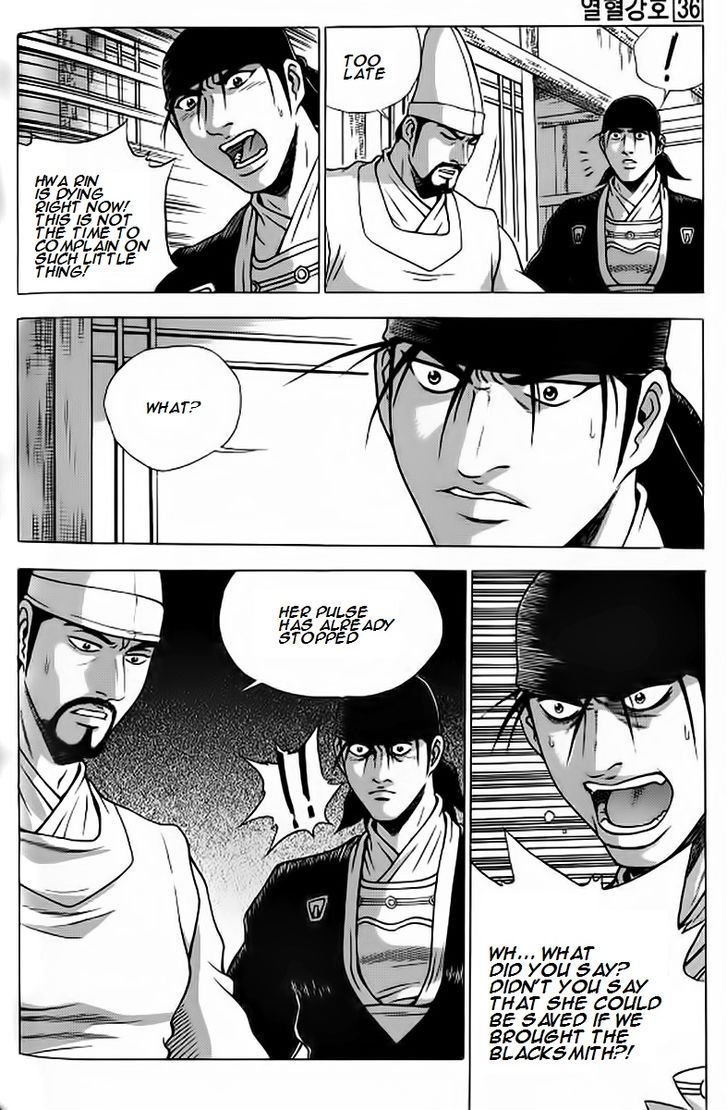 열혈강호 36
HWA RIN
IS DYING
RIGHT NOW!
THIS IS NOT
THE TIME TO
COMPLAIN ON
SUCH LITTLE
THING!
TOO
LATE
!
WHAT?
HER PULSE
HAS ALREADY
STOPPED
!!
WH... WHAT
DID YOU SAY?
DIDN'T YOU SAY
THAT SHE COULD
BE SAVED IF WE
BROUGHT THE
BLACKSMITH?!